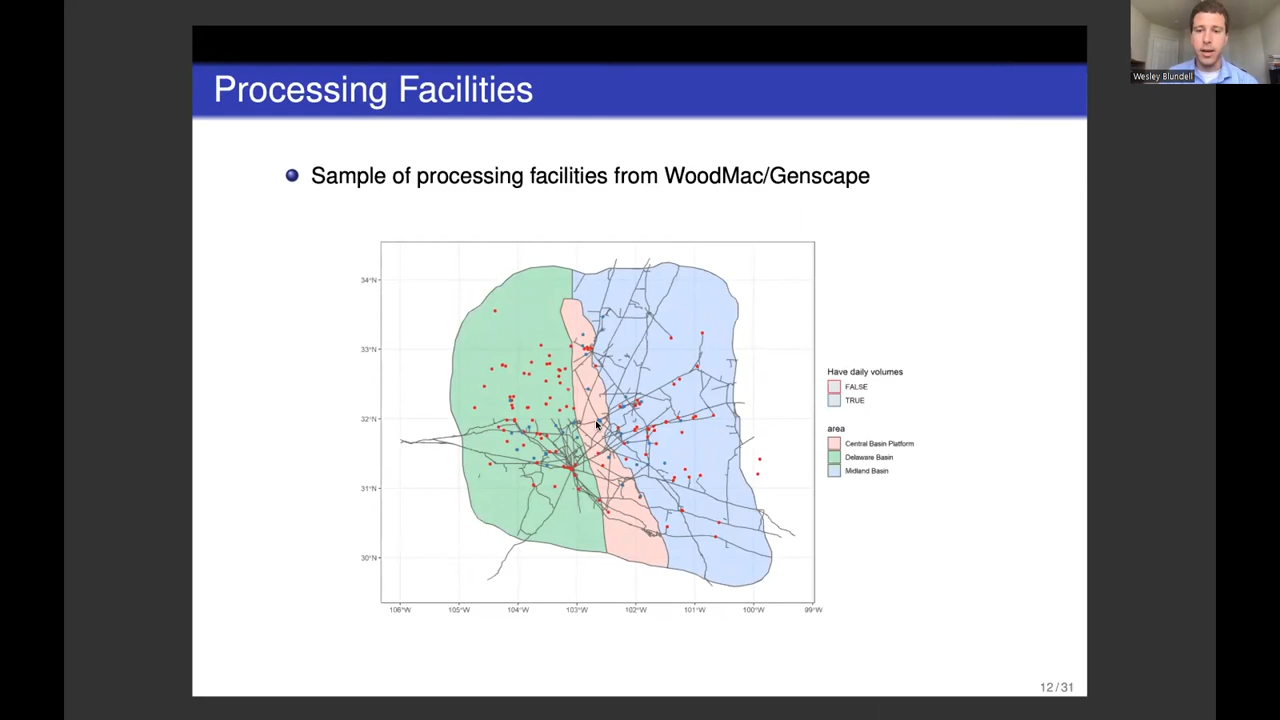 Wesley Blundell
Processing Facilities
Sample of processing facilities from WoodMac/Genscape
34°N
33°N
32°N
31°N
30°N
106°W 105°W 104°W 103°W 102°W 101°W 100°W 99°W
Have daily volumes
FALSE
TRUE
area
Central Basin Platform
Delaware Basin
Midland Basin
12/31